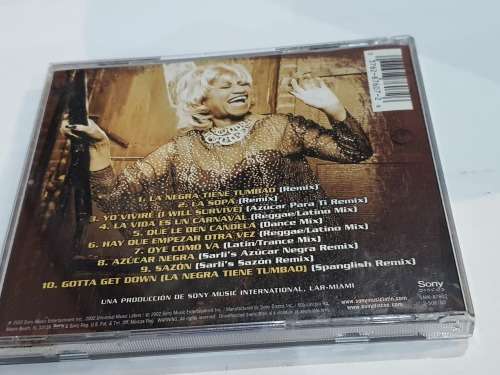 1. LA NEGRA TIENE TUMBAO (Remix)
2. LA SOPA (Remix)
3. YO VIVIRÉ (I WILL SURVIVE) (Azúcar Para Ti Remix)
4. LA VIDA ES UN CARNAVAL (Reggae/Latino Mix)
5. QUE LE DEN CANDELA (Dance Mix)
6. HAY QUE EMPEZAR OTRA VEZ (Reggae/Latino Mix)
7. OYE COMO VA (Latin/Trance Mix)
8. AZÚCAR NEGRA (Sarli's Azúcar Negra Remix)
9. SAZÓN (Sarli's Sazón Remix)
10. GOTTA GET DOWN (LA NEGRA TIENE TUMBAO) (Spanglish Remix)
UNA PRODUCCIÓN DE SONY MUSIC INTERNATIONAL, LAR-MIAMI
www.sonymusiclatin.com
Sony
DISCOS